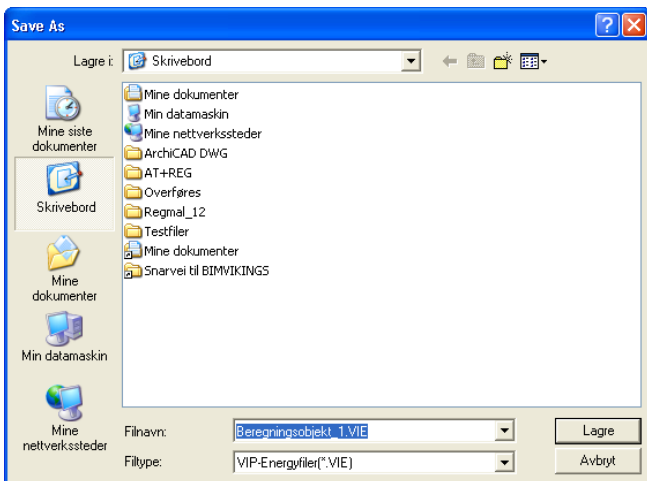 Save As
Lagre i:
Skrivebord
Mine siste
dokumenter
Skrivebord
Mine
dokumenter
Min datamaskin
Mine
nettverkssteder
Mine dokumenter
Min datamaskin
Mine nettverkssteder
ArchiCAD DWG
AT+REG
Overføres
Regmal_12
Testfiler
Mine dokumenter
Snarvei til BIMVIKINGS
Filnavn:
Beregningsobjekt_1.VIE
Lagre
Filtype:
VIP-Energyfiler(*.VIE)
Avbryt